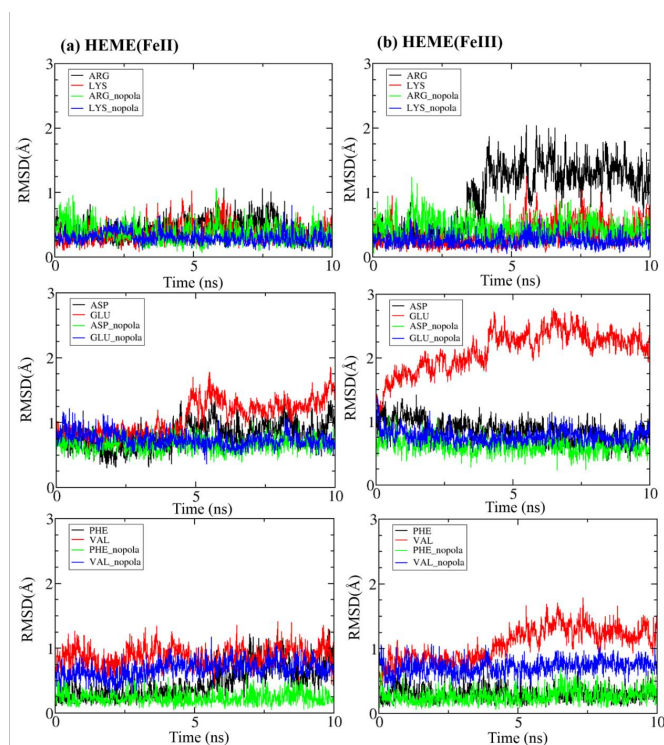 (a) HEME(FeII)
(b) HEME(FeIII)
3
2
1
0
RMSD(Å)
ARG
LYS
ARG_nopola
LYS_nopola
0
5
10
Time (ns)
3
2
1
0
RMSD(Å)
ARG
LYS
ARG_nopola
LYS_nopola
0
5
10
Time (ns)
3
2
1
0
RMSD(Å)
ASP
GLU
ASP_nopola
GLU_nopola
0
5
10
Time (ns)
3
2
1
0
RMSD(Å)
ASP
GLU
ASP_nopola
GLU_nopola
0
5
10
Time (ns)
3
2
1
0
RMSD(Å)
PHE
VAL
PHE_nopola
VAL_nopola
0
5
10
Time (ns)
3
2
1
0
RMSD(Å)
PHE
VAL
PHE_nopola
VAL_nopola
0
5
10
Time (ns)